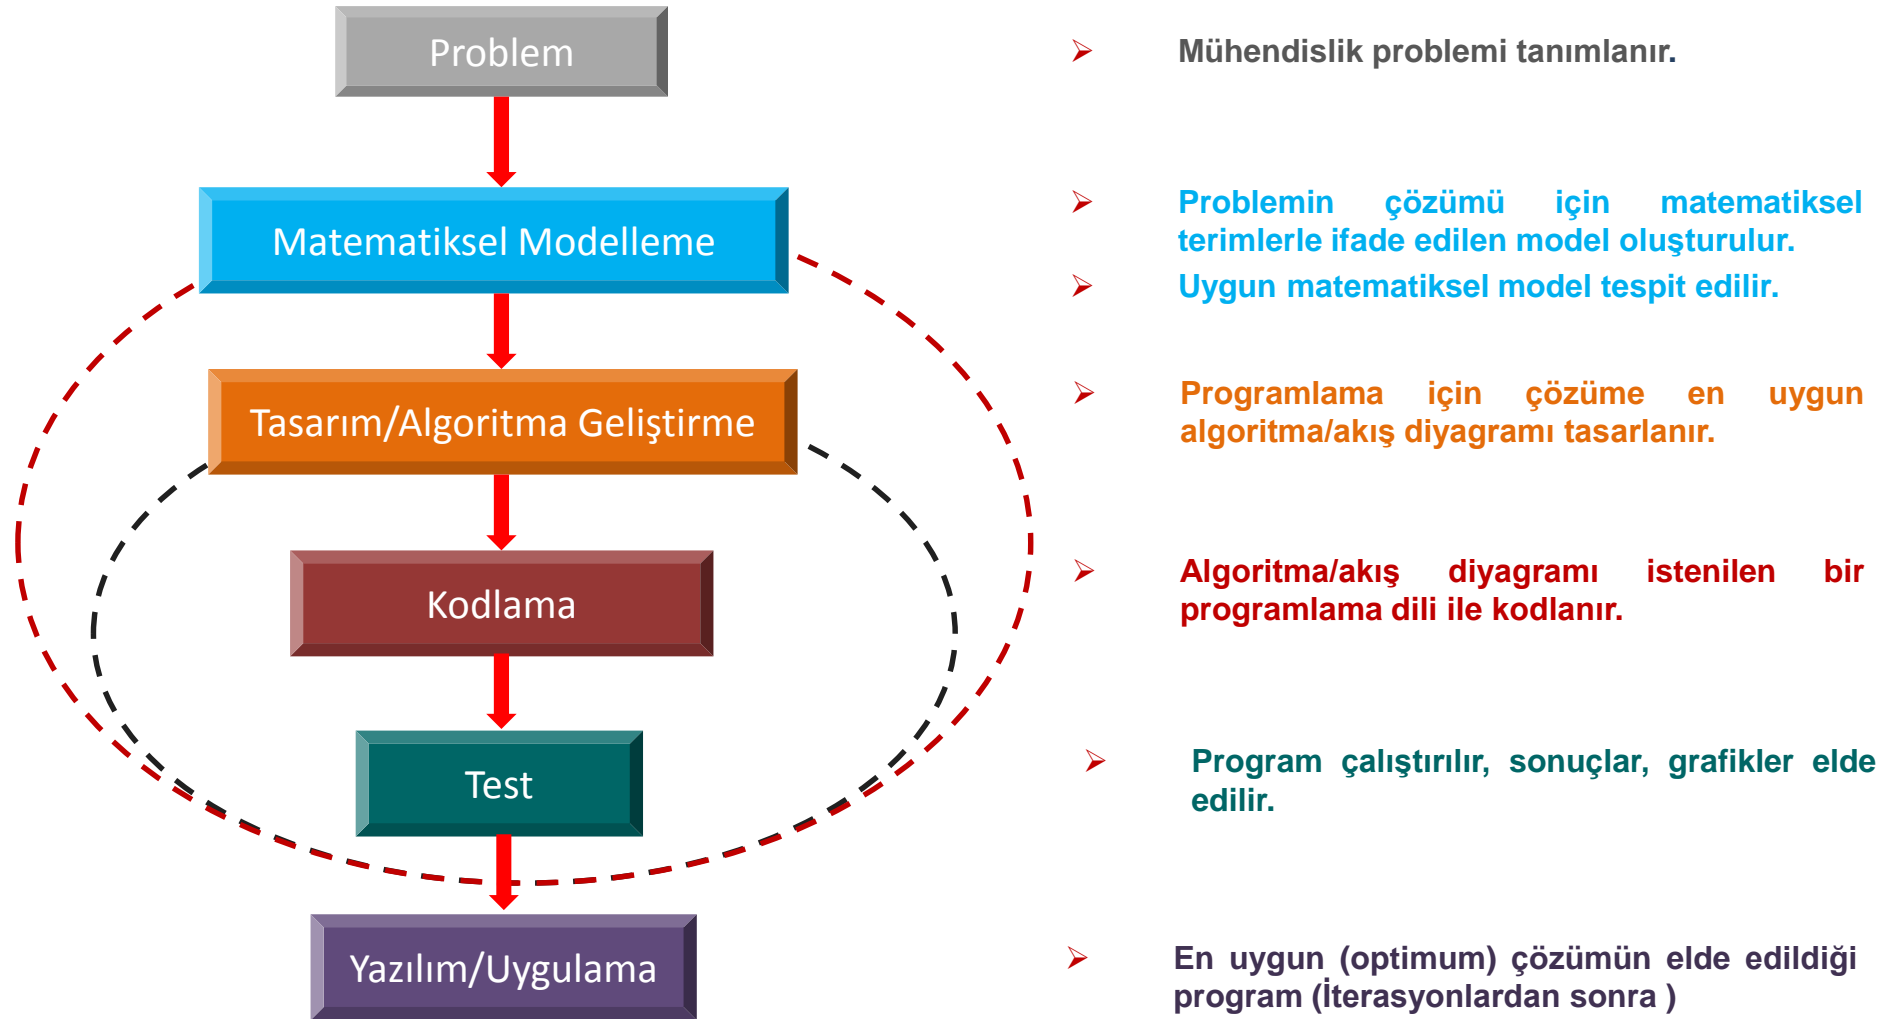 Problem
Mühendislik problemi tanımlanır.
Matematiksel Modelleme
Problemin çözümü için matematiksel
terimlerle ifade edilen model oluşturulur.
Uygun matematiksel model tespit edilir.
Tasarım/Algoritma Geliştirme
Programlama için çözüme en uygun
algoritma/akış diyagramı tasarlanır.
Kodlama
Algoritma/akış diyagramı istenilen bir
programlama dili ile kodlanır.
Test
Program çalıştırılır, sonuçlar, grafikler elde
edilir.
Yazılım/Uygulama
En uygun (optimum) çözümün elde edildiği
program (İterasyonlardan sonra )